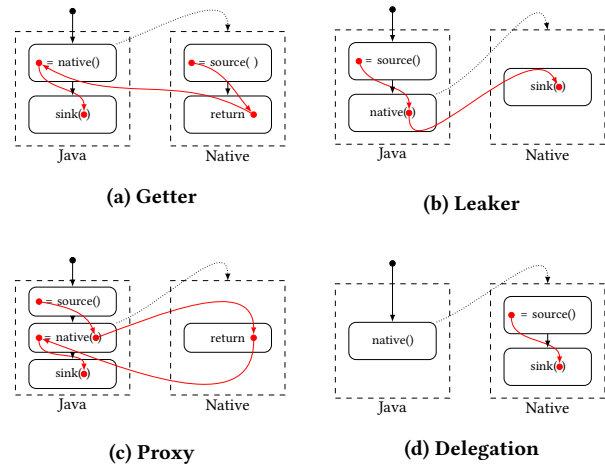 = native()
= source( )
sink( )
return
Java
Native
(a) Getter
= source()
native( )
sink( )
Java
Native
(b) Leaker
= source()
= native( )
return
sink( )
Java
Native
(c) Proxy
native()
= source()
sink( )
Java
Native
(d) Delegation